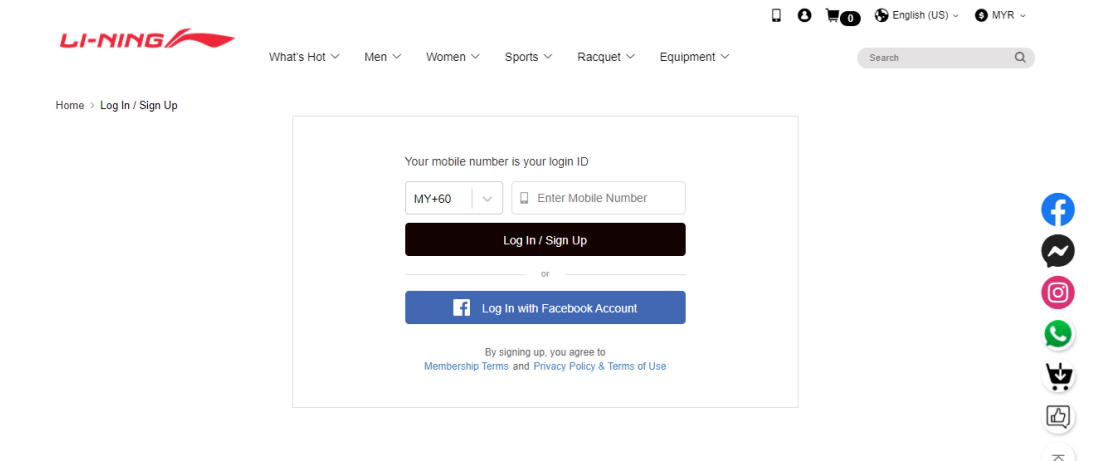 0 English (US) MYR
LI-NING
What's Hot Men Women Sports Racquet Equipment Search
Home > Log In / Sign Up
Your mobile number is your login ID
MY+60 Enter Mobile Number
Log In / Sign Up
or
Log In with Facebook Account
By signing up, you agree to
Membership Terms and Privacy Policy & Terms of Use